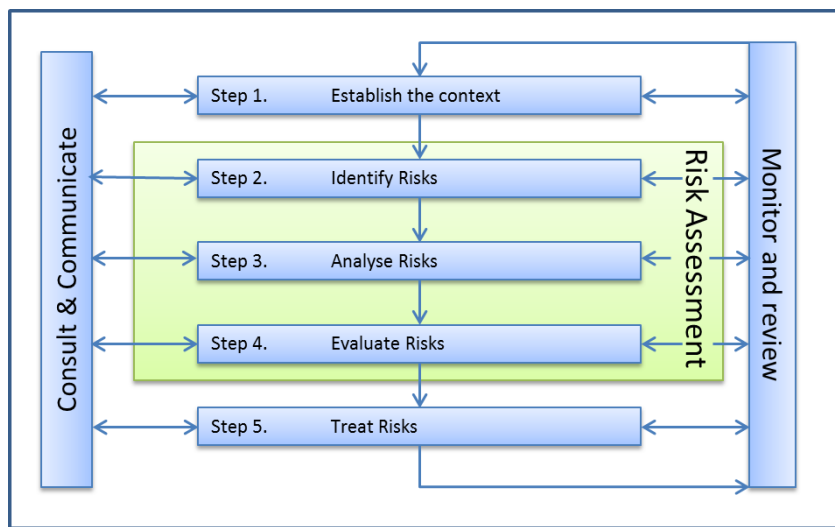 Consult & Communicate
Step 1. Establish the context
Step 2. Identify Risks
Step 3. Analyse Risks
Step 4. Evaluate Risks
Step 5. Treat Risks
Risk Assessment
Monitor and review